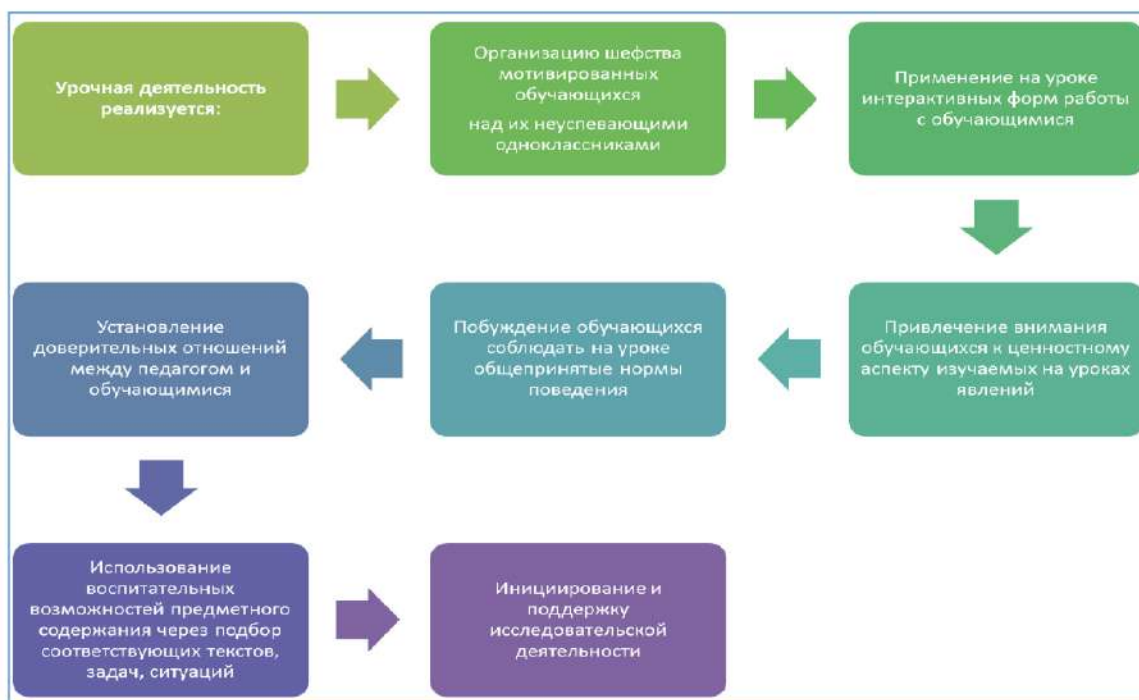 Урочная деятельность
реализуется:
Организацию шефства
мотивированных
обучающихся
над их неуспевающими
одноклассниками
Применение на уроке
интерактивных форм работы
с обучающимися
Привлечение внимания
обучающихся к ценностному
аспекту изучаемых на уроках
явлений
Побуждение обучающихся
соблюдать на уроке
общепринятые нормы
поведения
Установление
доверительных отношений
между педагогом и
обучающимися
Использование
воспитательных
возможностей предметного
содержания через подбор
соответствующих текстов,
задач, ситуаций
Инициирование и
поддержку
исследовательской
деятельности